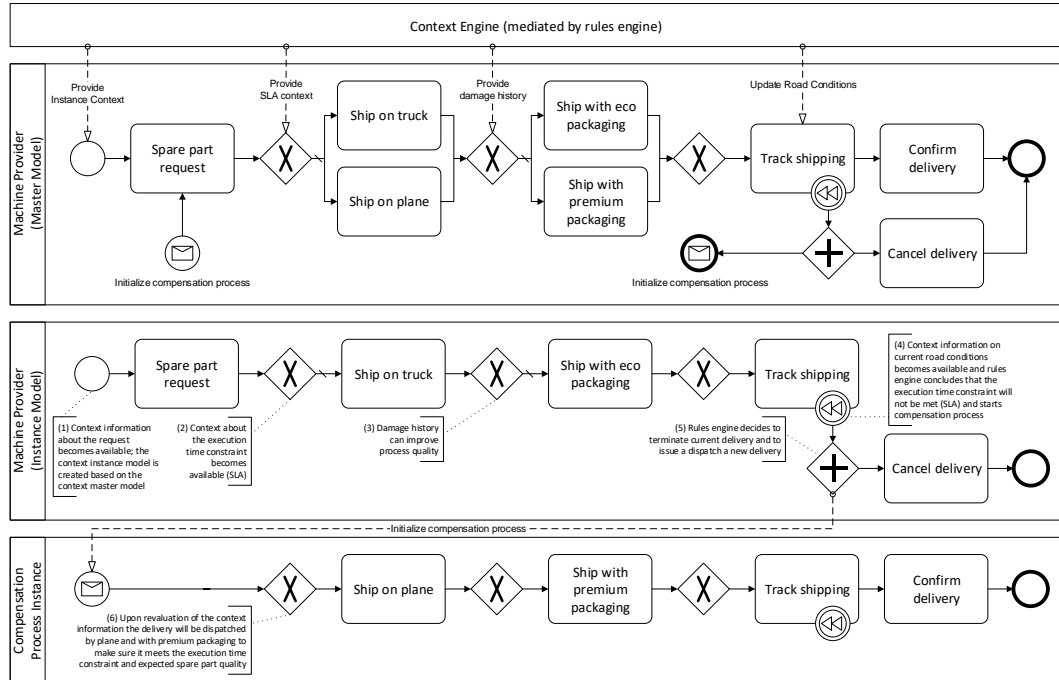 Context Engine (mediated by rules engine)
Machine Provider
(Master Model)
Provide
Instance Context
Provide
SLA context
Provide
damage history
Update Road Conditions
Spare part
request
Ship on truck
Ship on plane
Ship with eco
packaging
Ship with
premium
packaging
Track shipping
Confirm
delivery
Cancel delivery
Initialize compensation process
Initialize compensation process
Machine Provider
(Instance Model)
Spare part
request
Ship on truck
Ship with eco
packaging
Track shipping
Cancel delivery
(1) Context information
about the request
becomes available; the
context instance model is
created based on the
context master model
(2) Context about
the execution
time constraint
becomes
available (SLA)
(3) Damage history
can improve
process quality
(4) Context information on
current road conditions
becomes available and rules
engine concludes that the
execution time constraint will
not be met (SLA) and starts
compensation process
(5) Rules engine decides to
terminate current delivery and to
issue a dispatch a new delivery
Initialize compensation process
Compensation
Process Instance
Ship on plane
Ship with
premium
packaging
Track shipping
Confirm
delivery
(6) Upon revaluation of the context
information the delivery will be dispatched
by plane and with premium packaging to
make sure it meets the execution time
constraint and expected spare part quality